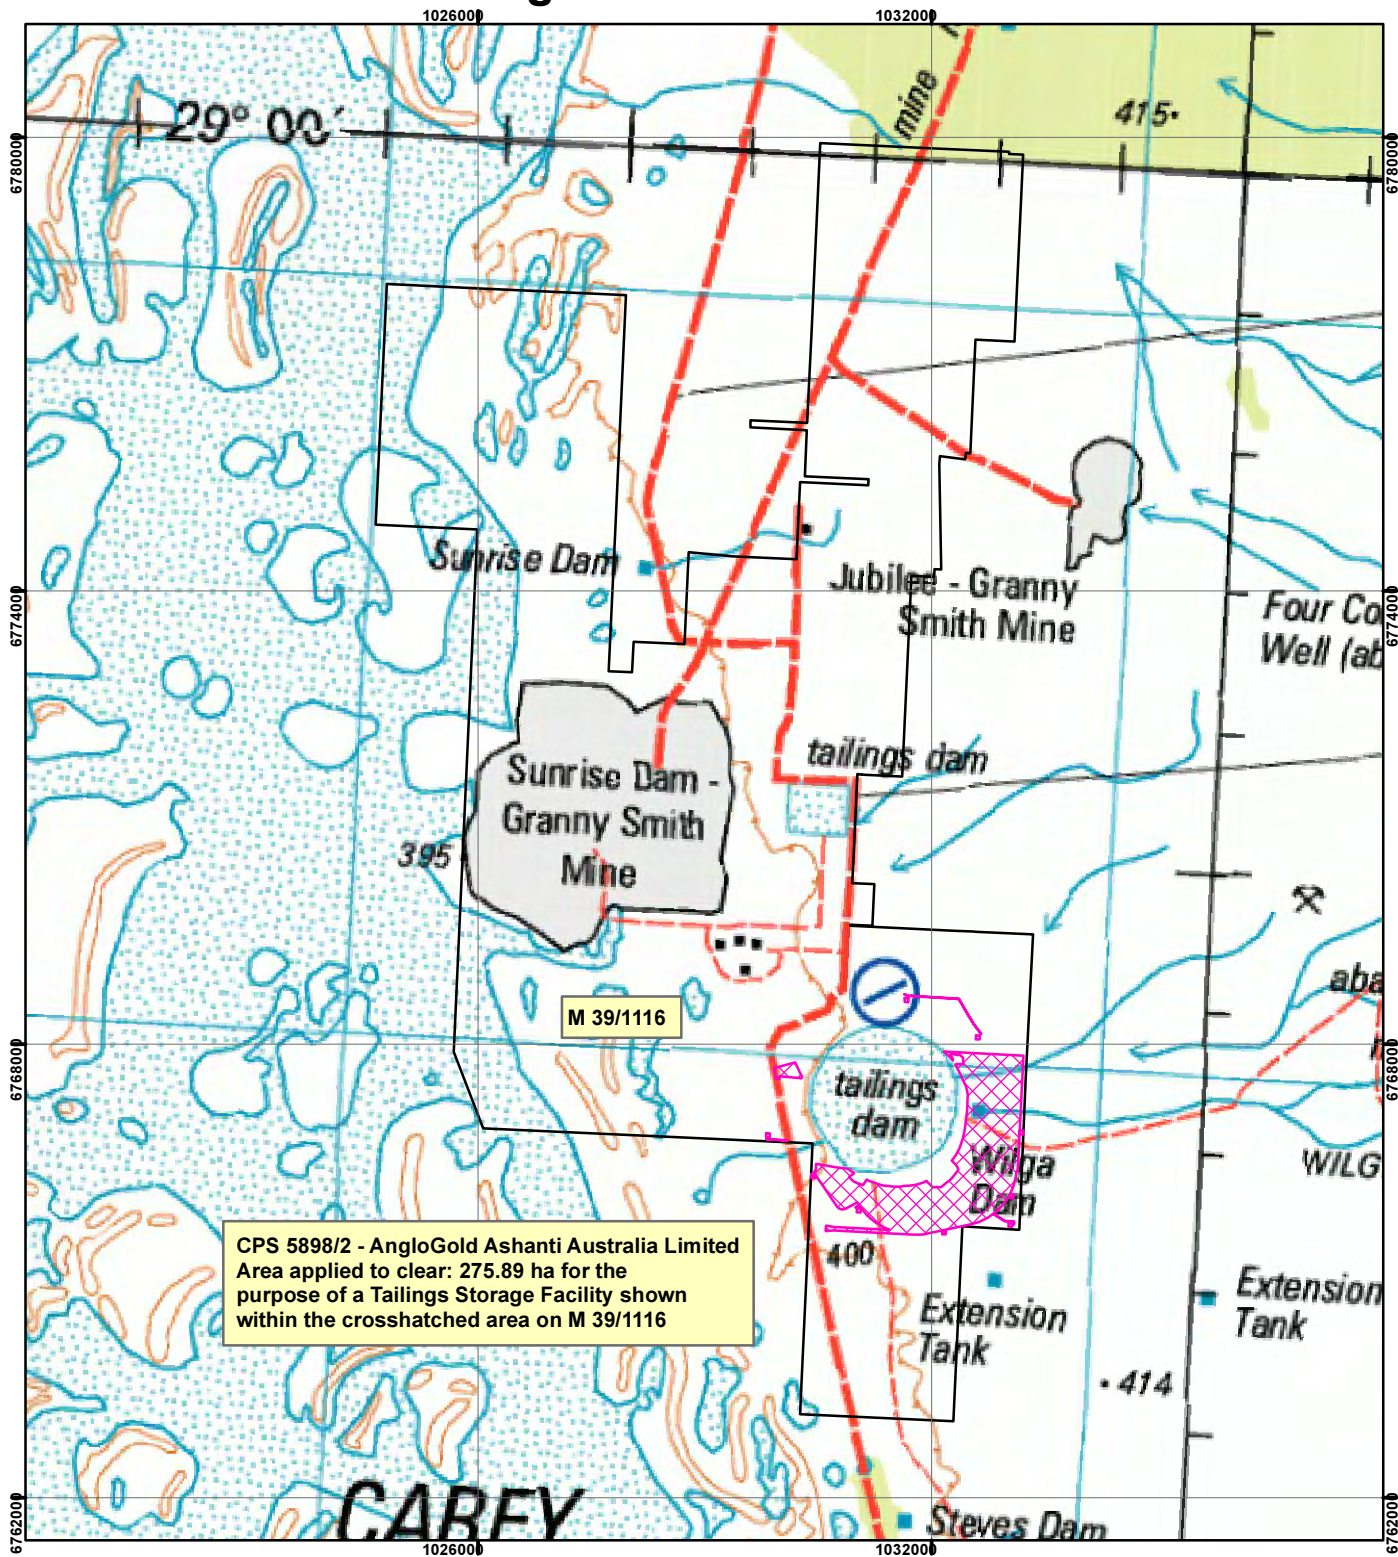 1026000
1032000
29° 00′
mine
415
6780000
6780000
Sunrise Dam
Jubilee - Granny
Smith Mine
6774000
6774000
Four Co
Well (ab
tailings dam
Sunrise Dam -
Granny Smith
Mine
395
aba
M 39/1116
6768000
6768000
tailings
dam
Wilga
Dam
WILG
CPS 5898/2 - AngloGold Ashanti Australia Limited
Area applied to clear: 275.89 ha for the
purpose of a Tailings Storage Facility shown
within the crosshatched area on M 39/1116
400
Extension
Tank
Extension
Tank
414
CAREY
Steves Dam
6762000
6762000
1026000
1032000